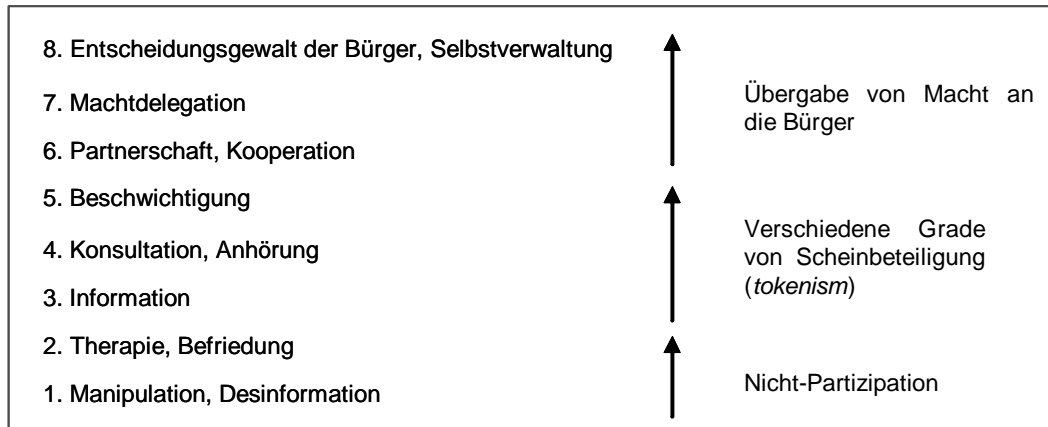 8. Entscheidungsgewalt der Bürger, Selbstverwaltung
7. Machtdelegation
6. Partnerschaft, Kooperation
Übergabe von Macht an
die Bürger
5. Beschwichtigung
4. Konsultation, Anhörung
3. Information
Verschiedene Grade
von Scheinbeteiligung
(tokenism)
2. Therapie, Befriedung
1. Manipulation, Desinformation
Nicht-Partizipation